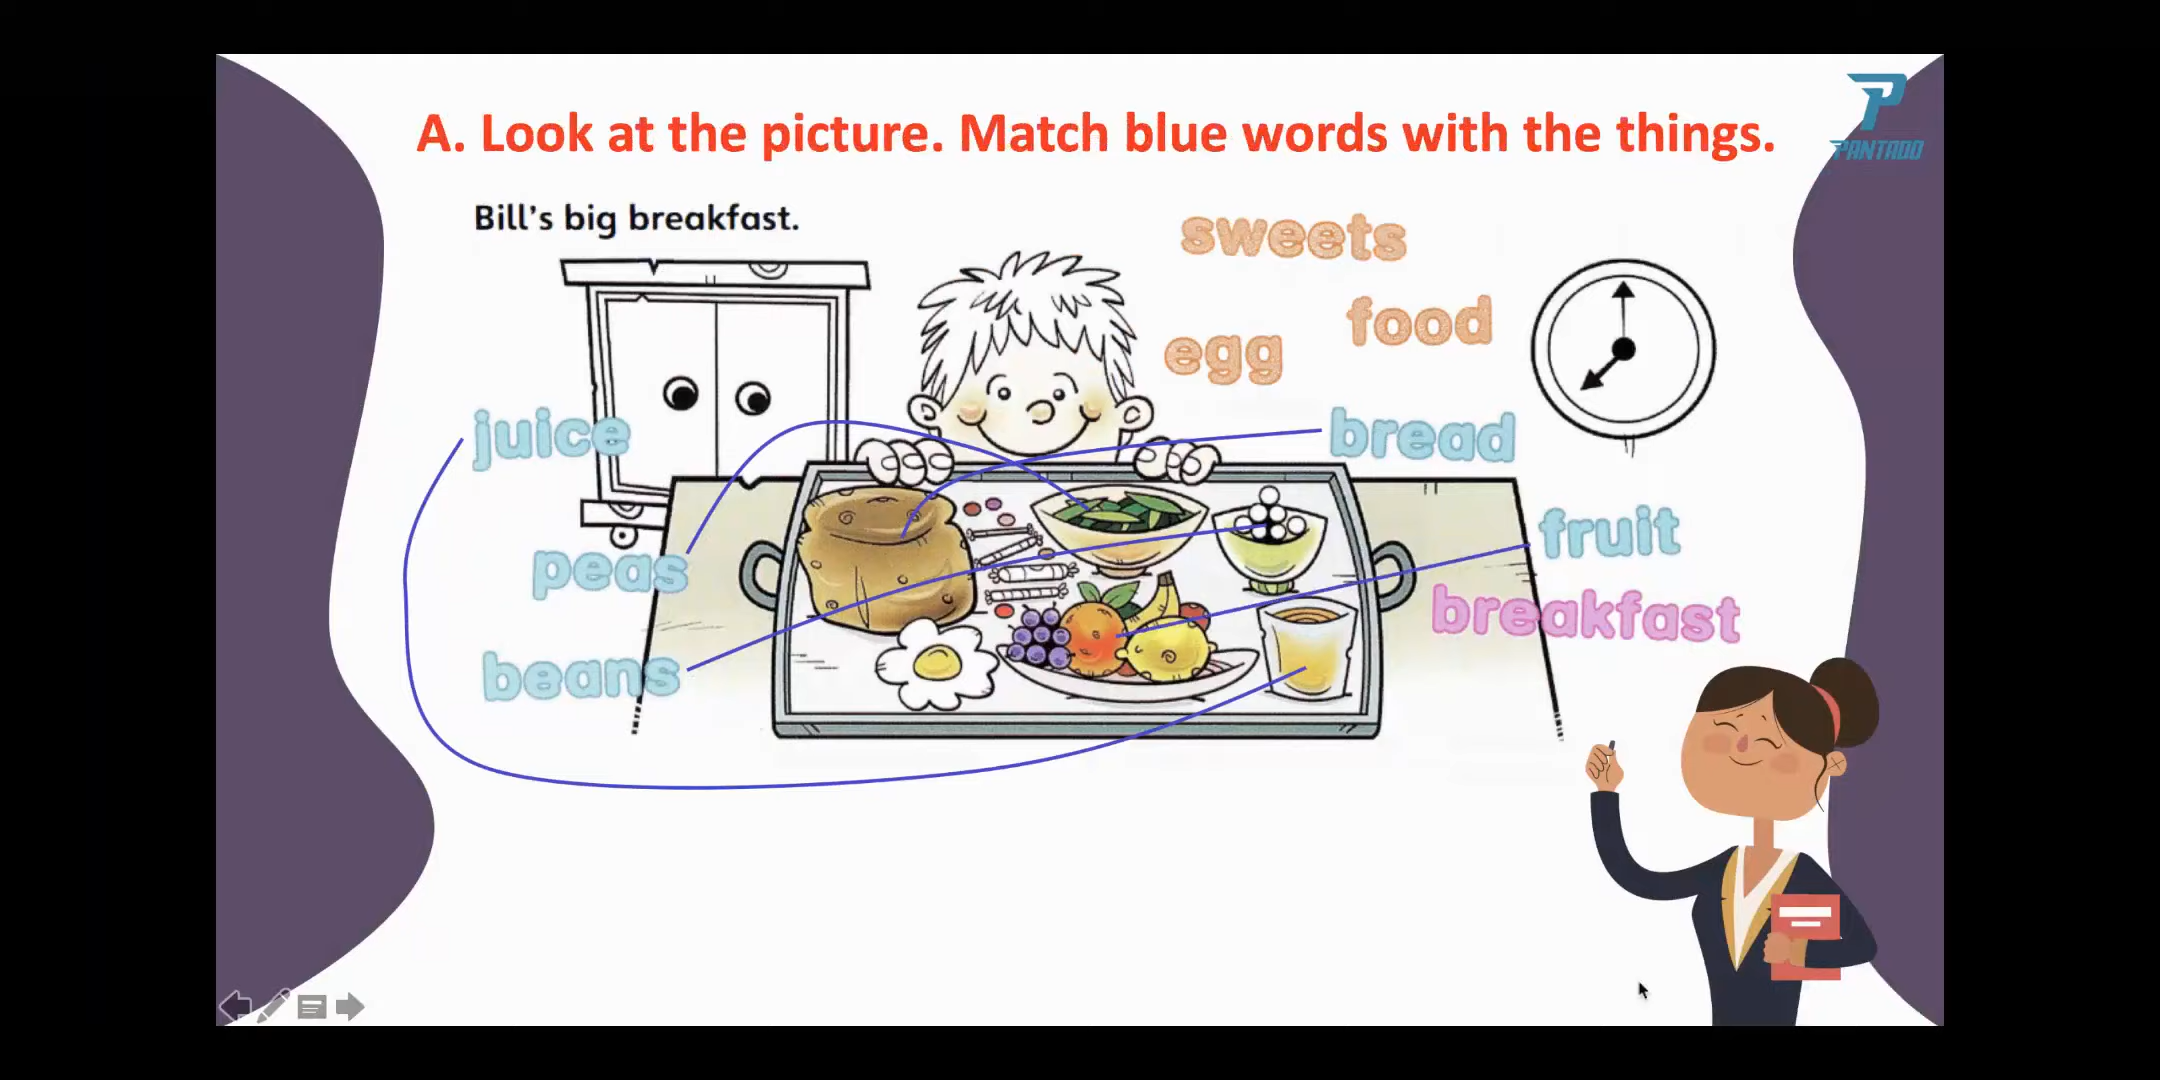 A. Look at the picture. Match blue words with the things.
PANTADO
Bill's big breakfast.
sweets
food
egg
juice
bread
fruit
peas
breakfast
beans